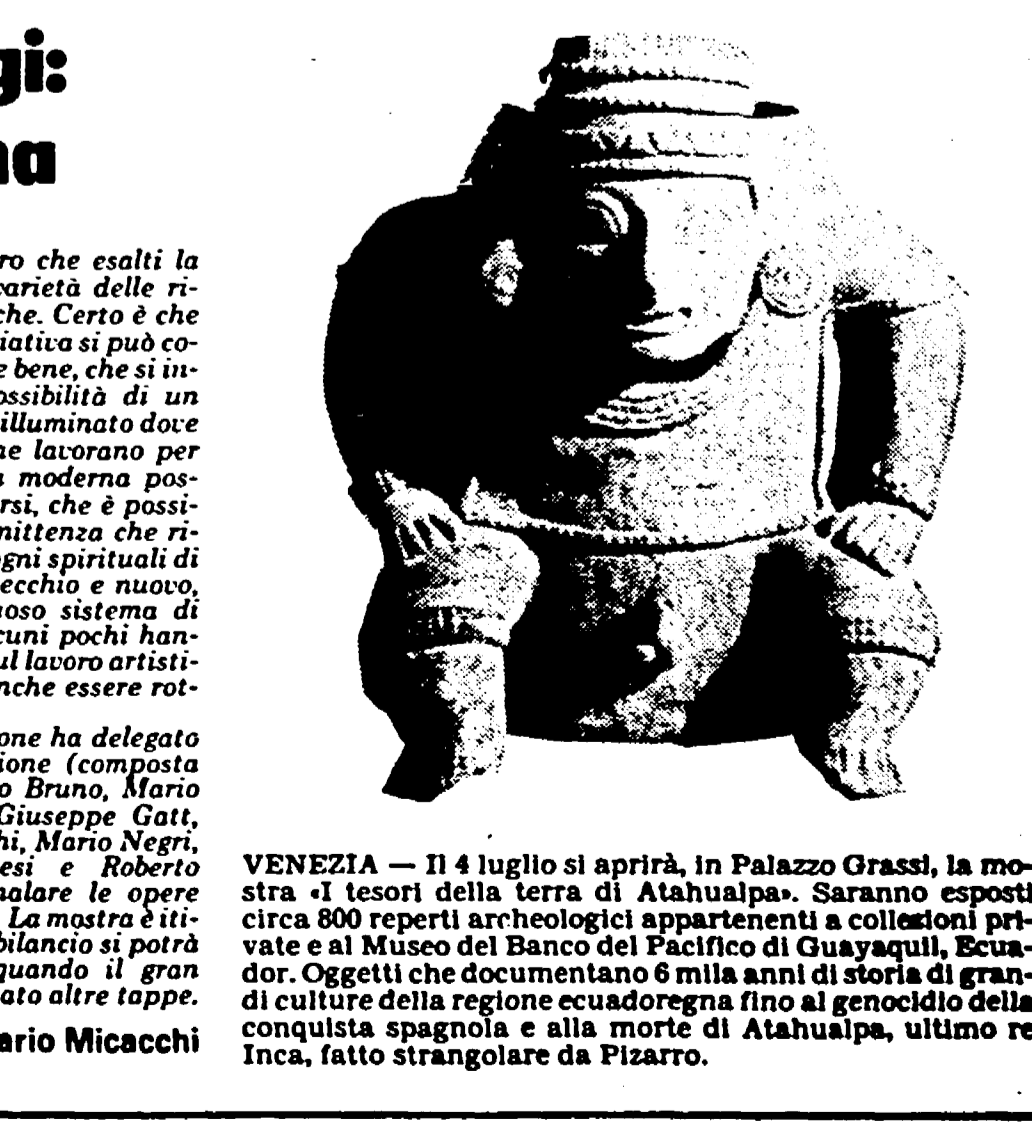 gi:
na
ro che esalti la
varietà delle ri-
che. Certo è che
iativa si può co-
e bene, che si in-
ossibilità di un
illuminato dove
ne lavorano per
a moderna pos-
rsi, che è possi-
mittenza che ri-
ogni spirituali di
ecchio e nuovo,
noso sistema di
cuni pochi han-
ul lavoro artisti-
nche essere rot-
one ha delegato
ione (composta
o Bruno, Mario
Giuseppe Gatt,
hi, Mario Negri,
esi e Roberto
nalare le opere
. La mostra è iti-
bilancio si potrà
quando il gran
ato altre tappe.
ario Micacchi
VENEZIA — Il 4 luglio si aprirà, in Palazzo Grassi, la mo-
stra «I tesori della terra di Atahualpa». Saranno esposti
circa 800 reperti archeologici appartenenti a collezioni pri-
vate e al Museo del Banco del Pacifico di Guayaquil, Ecua-
dor. Oggetti che documentano 6 mila anni di storia di gran-
di culture della regione ecuadoregna fino al genocidio della
conquista spagnola e alla morte di Atahualpa, ultimo re
Inca, fatto strangolare da Pizarro.